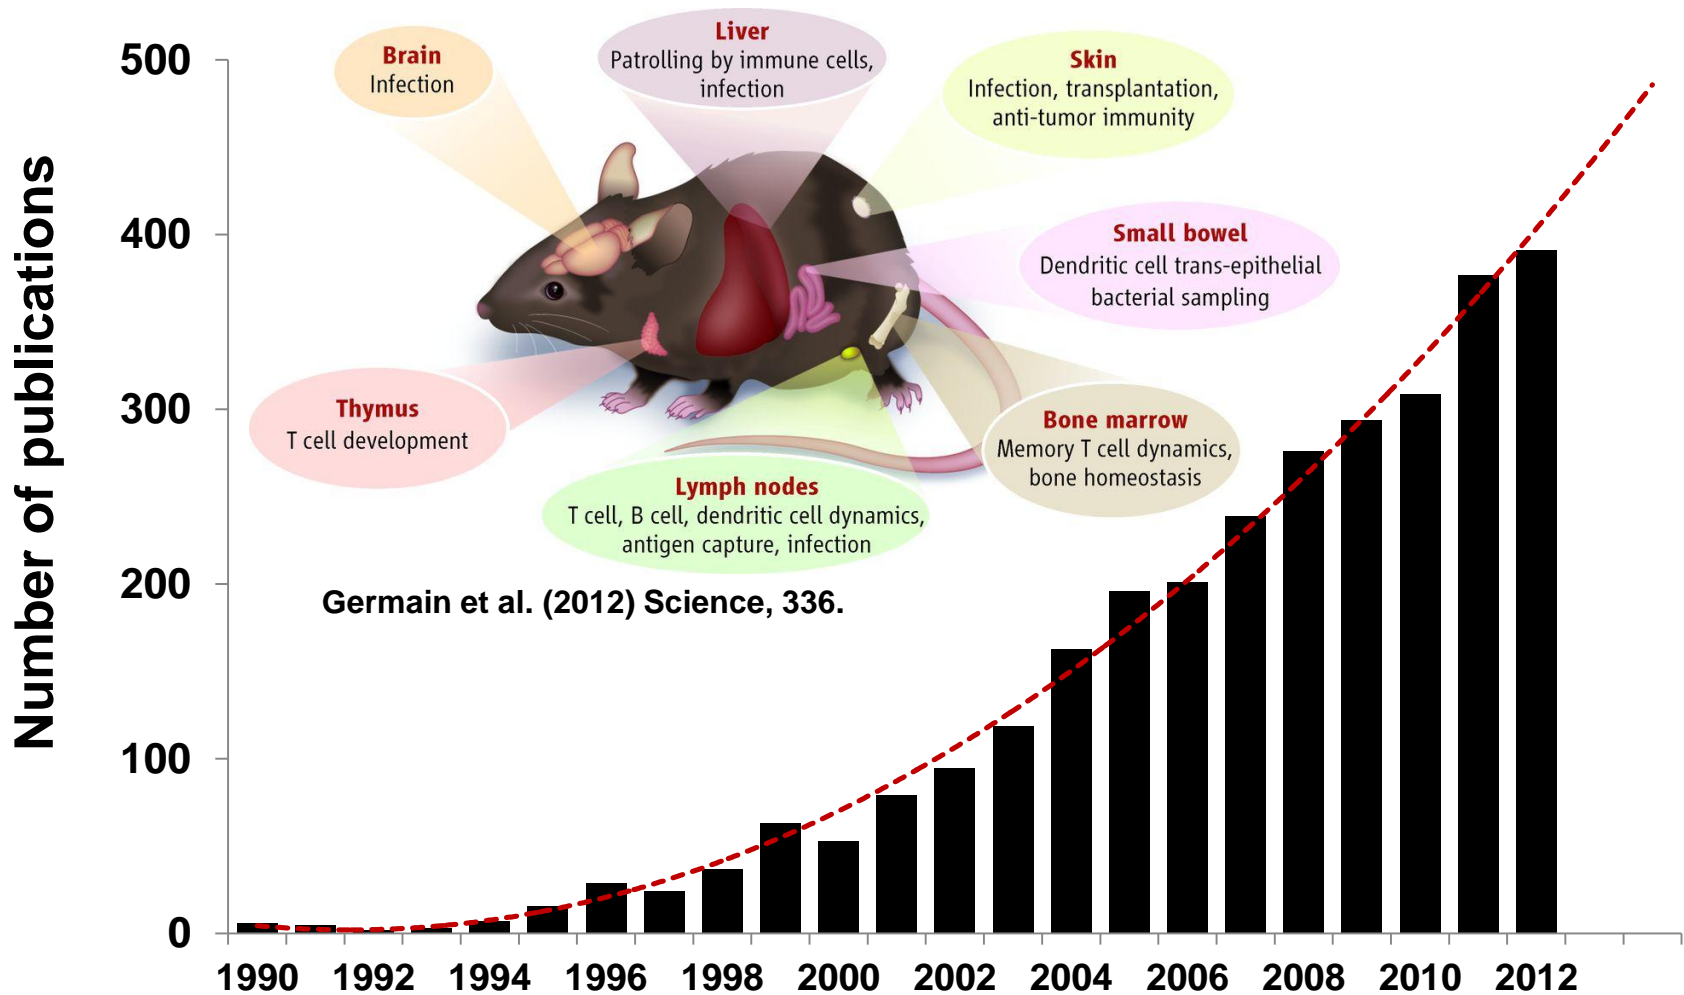 Number of publications
500
400
300
200
100
0
Brain
Infection
Liver
Patrolling by immune cells,
infection
Skin
Infection, transplantation,
anti-tumor immunity
Small bowel
Dendritic cell trans-epithelial
bacterial sampling
Thymus
T cell development
Bone marrow
Memory T cell dynamics,
bone homeostasis
Lymph nodes
T cell, B cell, dendritic cell dynamics,
antigen capture, infection
Germain et al. (2012) Science, 336.
1990 1992 1994 1996 1998 2000 2002 2004 2006 2008 2010 2012